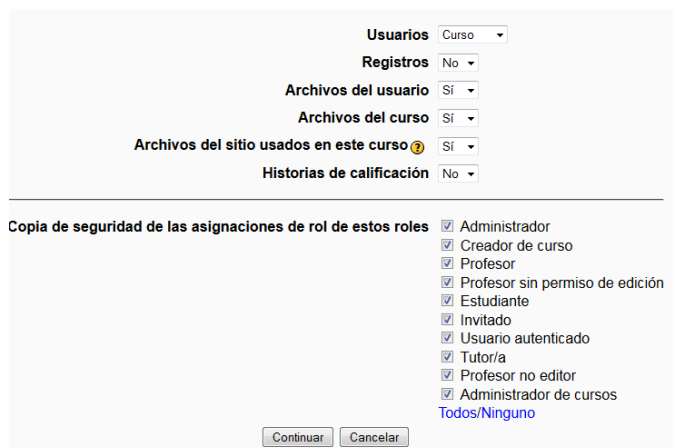 Usuarios Curso
Registros No
Archivos del usuario Sí
Archivos del curso Sí
Archivos del sitio usados en este curso ? Sí
Historias de calificación No
Copia de seguridad de las asignaciones de rol de estos roles Administrador
Creador de curso
Profesor
Profesor sin permiso de edición
Estudiante
Invitado
Usuario autenticado
Tutor/a
Profesor no editor
Administrador de cursos
Todos/Ninguno
Continuar Cancelar